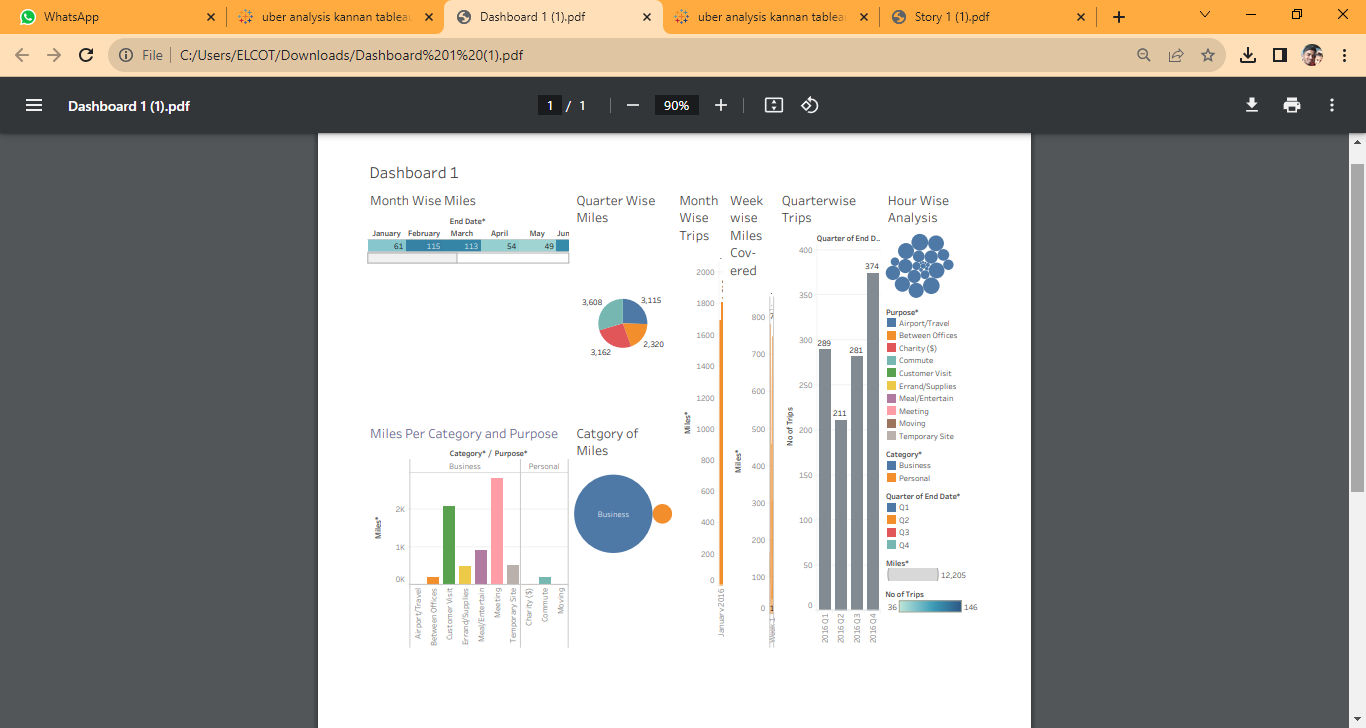 WhatsApp
uber analysis kannan tableau
Dashboard 1 (1).pdf
uber analysis kannan tableau
Story 1 (1).pdf
File
C:/Users/ELCOT/Downloads/Dashboard%201%20(1).pdf
Dashboard 1 (1).pdf
1 / 1
90%
Dashboard 1
Month Wise Miles
End Date*
January February March April May Jun
61 115 113 54 49
Quarter Wise
Miles
3,608
3,115
2,320
3,162
Month
Wise
Trips
2000
1800
1600
1400
1200
1000
800
600
400
200
0
Miles*
January 2016
Week
wise
Miles
Cov-
ered
800
700
600
500
400
300
200
100
0
Miles*
Week 1
Quarterwise
Trips
Quarter of End D..
400
350
300
250
200
150
100
50
0
No of Trips
289
211
281
374
2016 Q1
2016 Q2
2016 Q3
2016 Q4
Hour Wise
Analysis
Purpose*
Airport/Travel
Between Offices
Charity ($)
Commute
Customer Visit
Errand/Supplies
Meal/Entertain
Meeting
Moving
Temporary Site
Category*
Business
Personal
Quarter of End Date*
Q1
Q2
Q3
Q4
Miles*
12,205
No of Trips
36 146
Miles Per Category and Purpose
Category* / Purpose*
Business Personal
2K
1K
0K
Miles*
Airport/Travel
Between Offices
Customer Visit
Errand/Supplies
Meal/Entertain
Meeting
Temporary Site
Charity ($)
Commute
Moving
Catgory of
Miles
Business